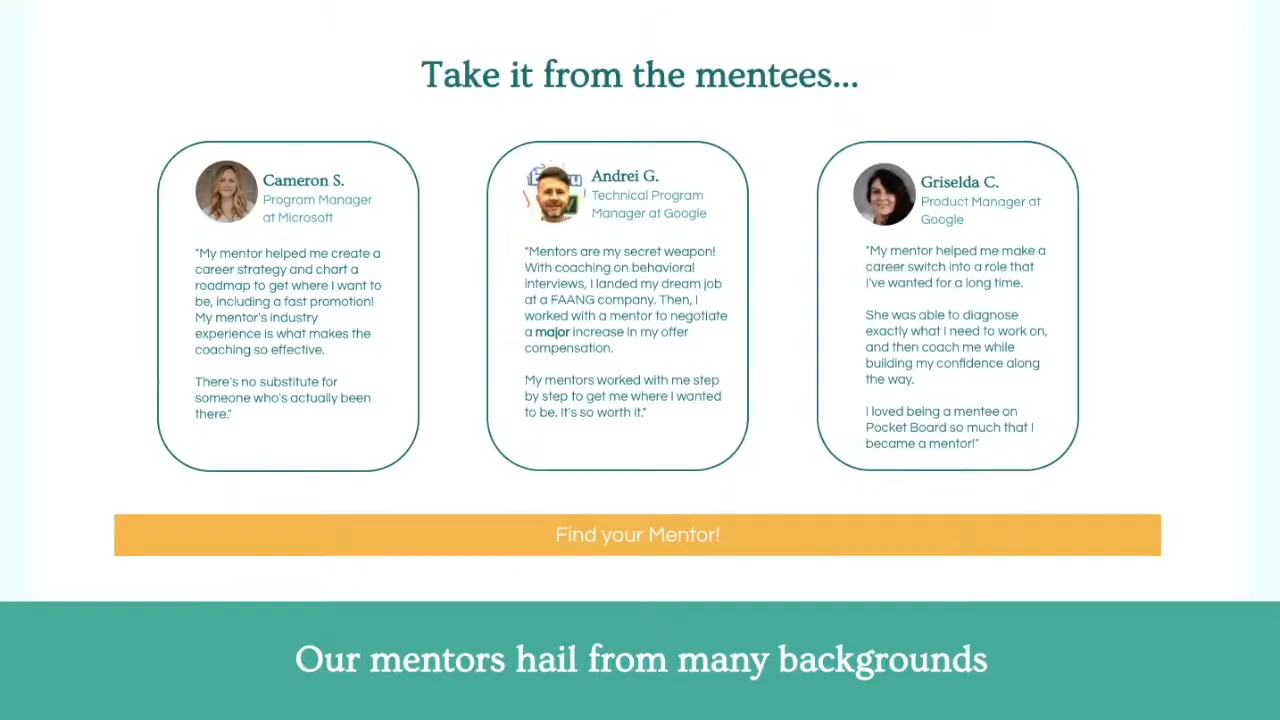 Take it from the mentees...
Cameron S.
Program Manager
at Microsoft
"My mentor helped me create a
career strategy and chart a
roadmap to get where I want to
be, including a fast promotion!
My mentor's industry
experience is what makes the
coaching so effective.
There's no substitute for
someone who's actually been
there."
Andrei G.
Technical Program
Manager at Google
"Mentors are my secret weapon!
With coaching on behavioral
interviews, I landed my dream job
at a FAANG company. Then, I
worked with a mentor to negotiate
a major increase in my offer
compensation.
My mentors worked with me step
by step to get me where I wanted
to be. It's so worth it."
Griselda C.
Product Manager at
Google
"My mentor helped me make a
career switch into a role that
I've wanted for a long time.
She was able to diagnose
exactly what I need to work on,
and then coach me while
building my confidence along
the way.
I loved being a mentee on
Pocket Board so much that I
became a mentor!"
Find your Mentor!
Our mentors hail from many backgrounds